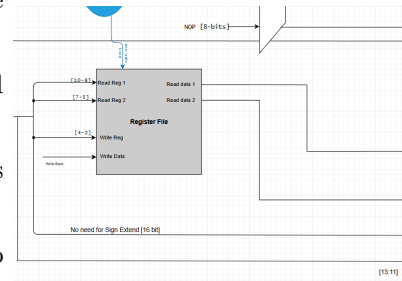 NOP [8-bits]
[10-8]
Read Reg 1
Read data 1
[7-5]
Read Reg 2
Read data 2
Register File
[4-2]
Write Reg
Write Data
Write Back
No need for Sign Extend [16 bit]
[13:11]